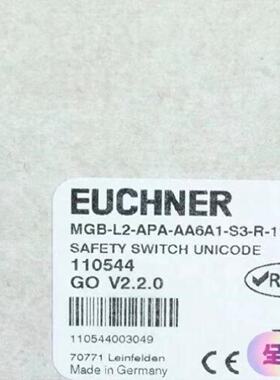 EUCHNER
MGB-L2-APA-AA6A1-S3-R-1
SAFETY SWITCH UNICODE
110544
GO V2.2.0
110544003049
70771 Leinfelden
Made in Germany
CE